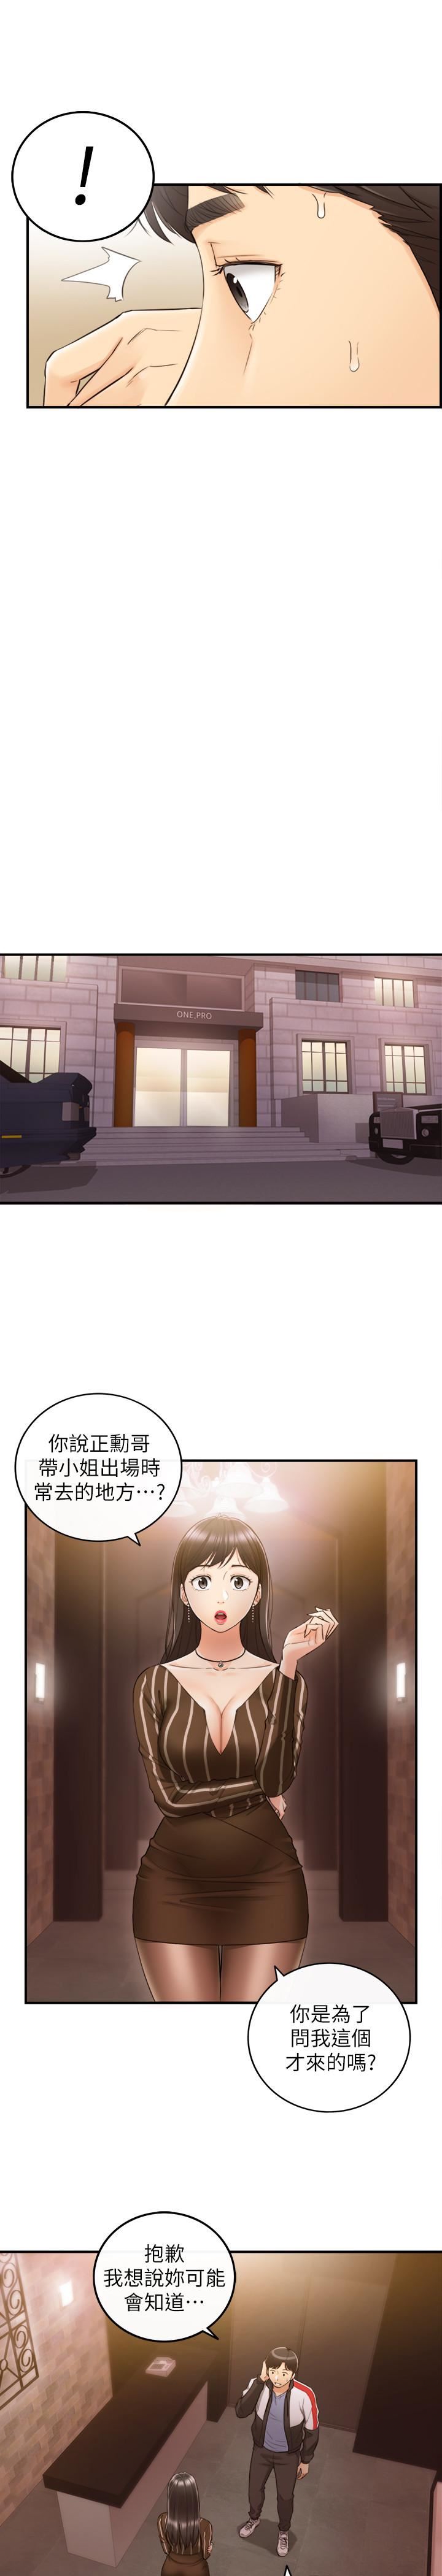 !
ONE.PRO
你說正勳哥
帶小姐出場時
常去的地方…?
你是為了
問我這個
才來的嗎?
抱歉
我想說妳可能
會知道…